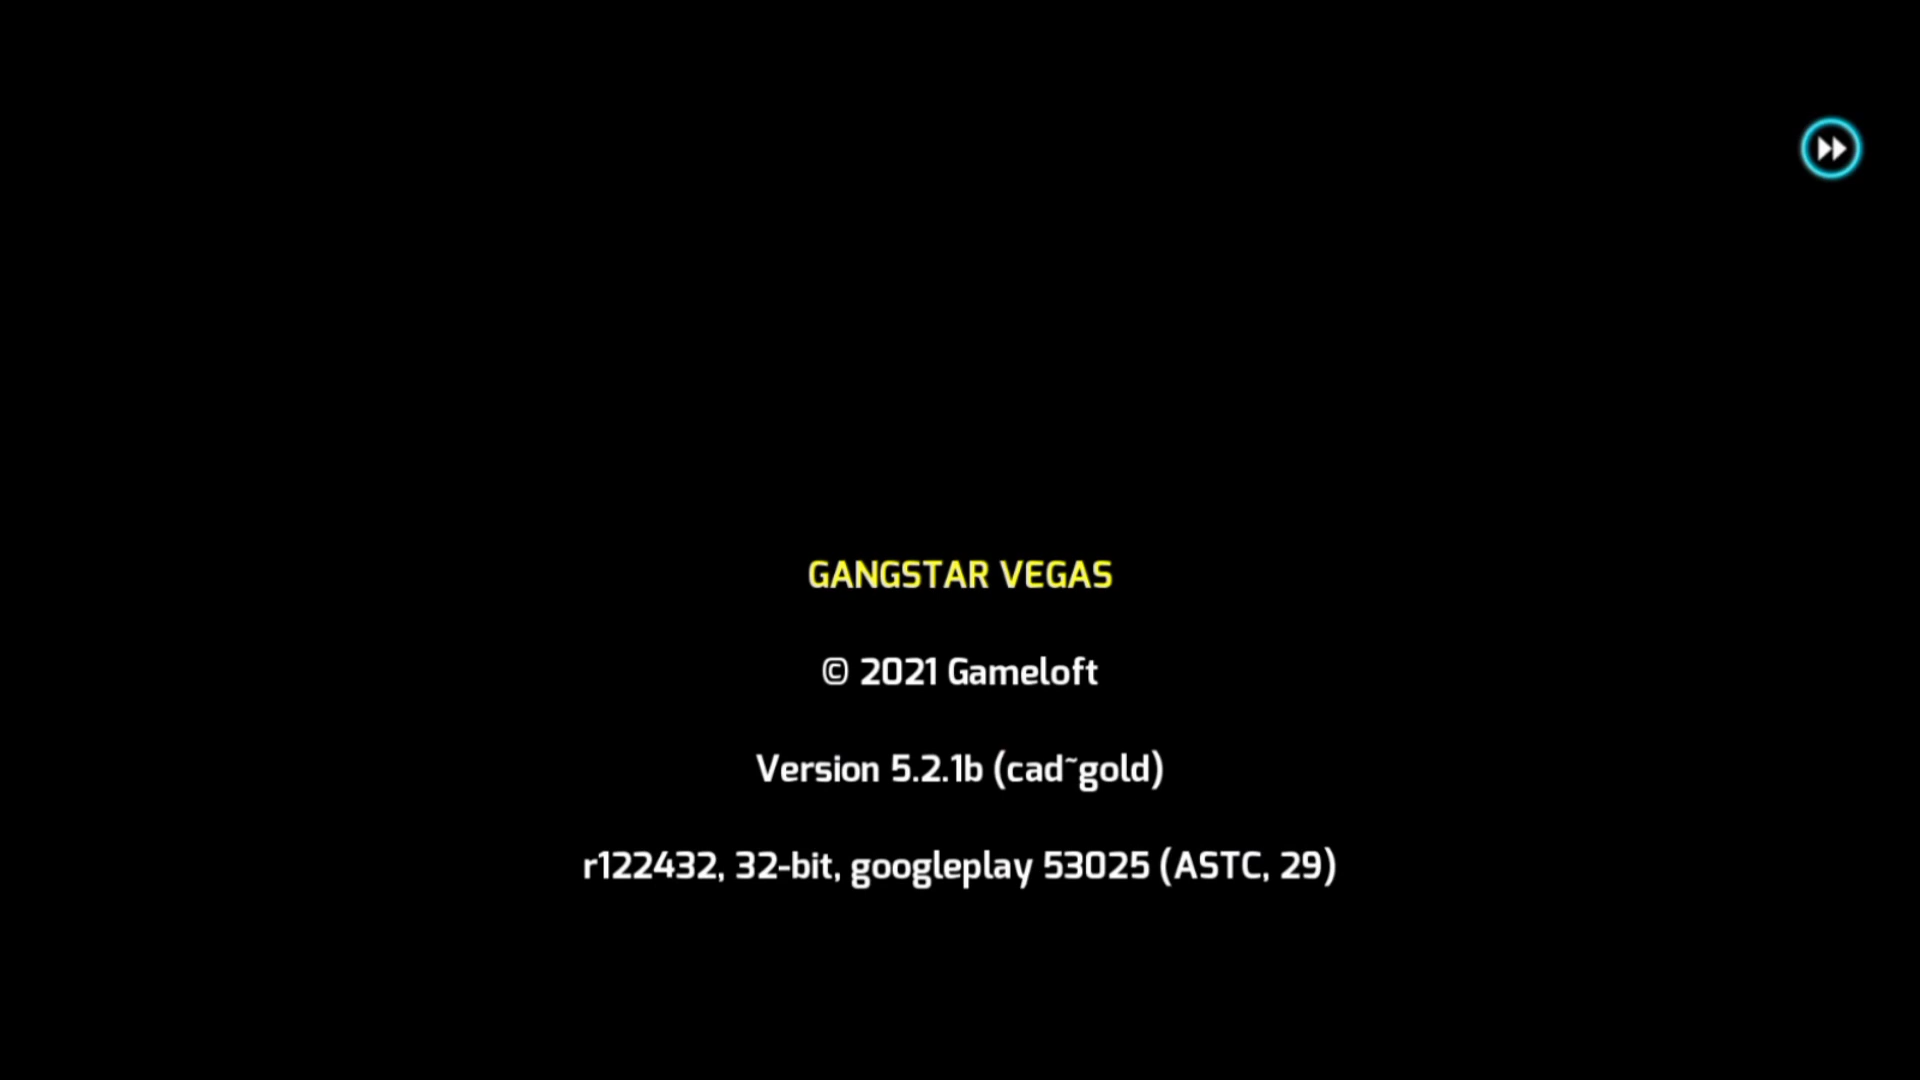 GANGSTAR VEGAS
© 2021 Gameloft
Version 5.2.1b (cad~gold)
r122432, 32-bit, googleplay 53025 (ASTC, 29)